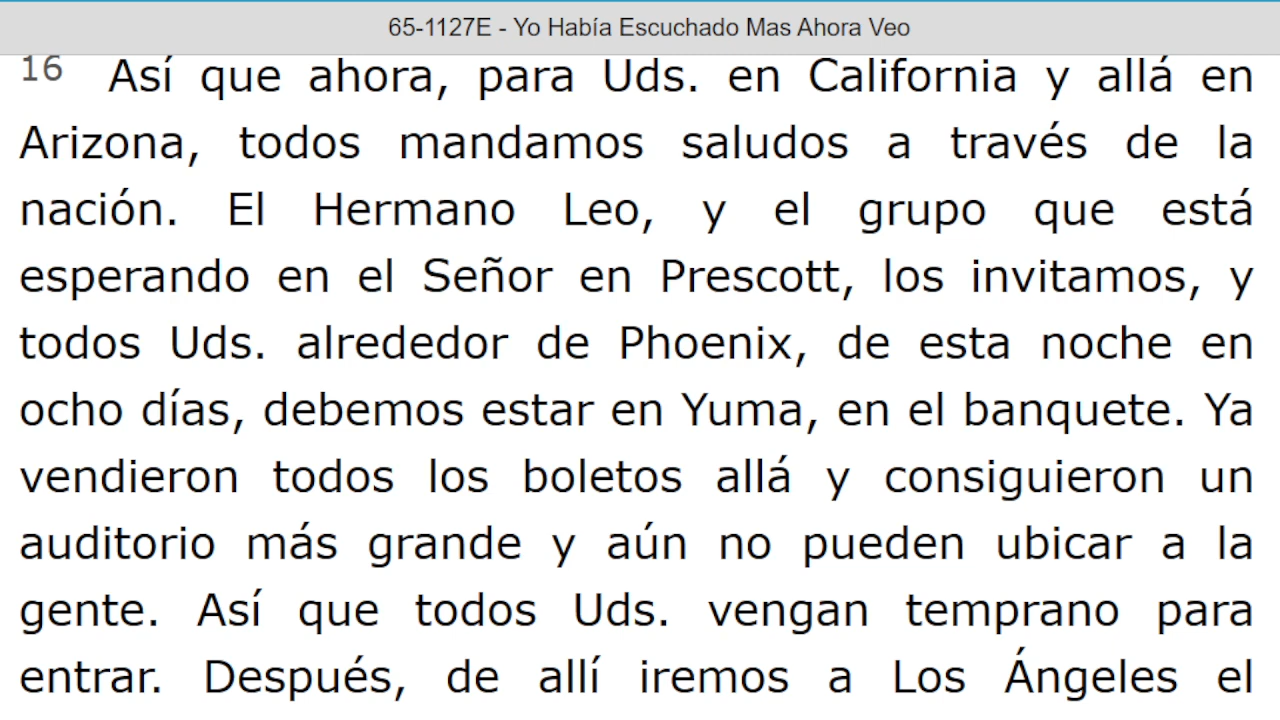 65-1127E - Yo Había Escuchado Mas Ahora Veo
16 Así que ahora, para Uds. en California y allá en
Arizona, todos mandamos saludos a través de la
nación. El Hermano Leo, y el grupo que está
esperando en el Señor en Prescott, los invitamos, y
todos Uds. alrededor de Phoenix, de esta noche en
ocho días, debemos estar en Yuma, en el banquete. Ya
vendieron todos los boletos allá y consiguieron un
auditorio más grande y aún no pueden ubicar a la
gente. Así que todos Uds. vengan temprano para
entrar. Después, de allí iremos a Los Ángeles el